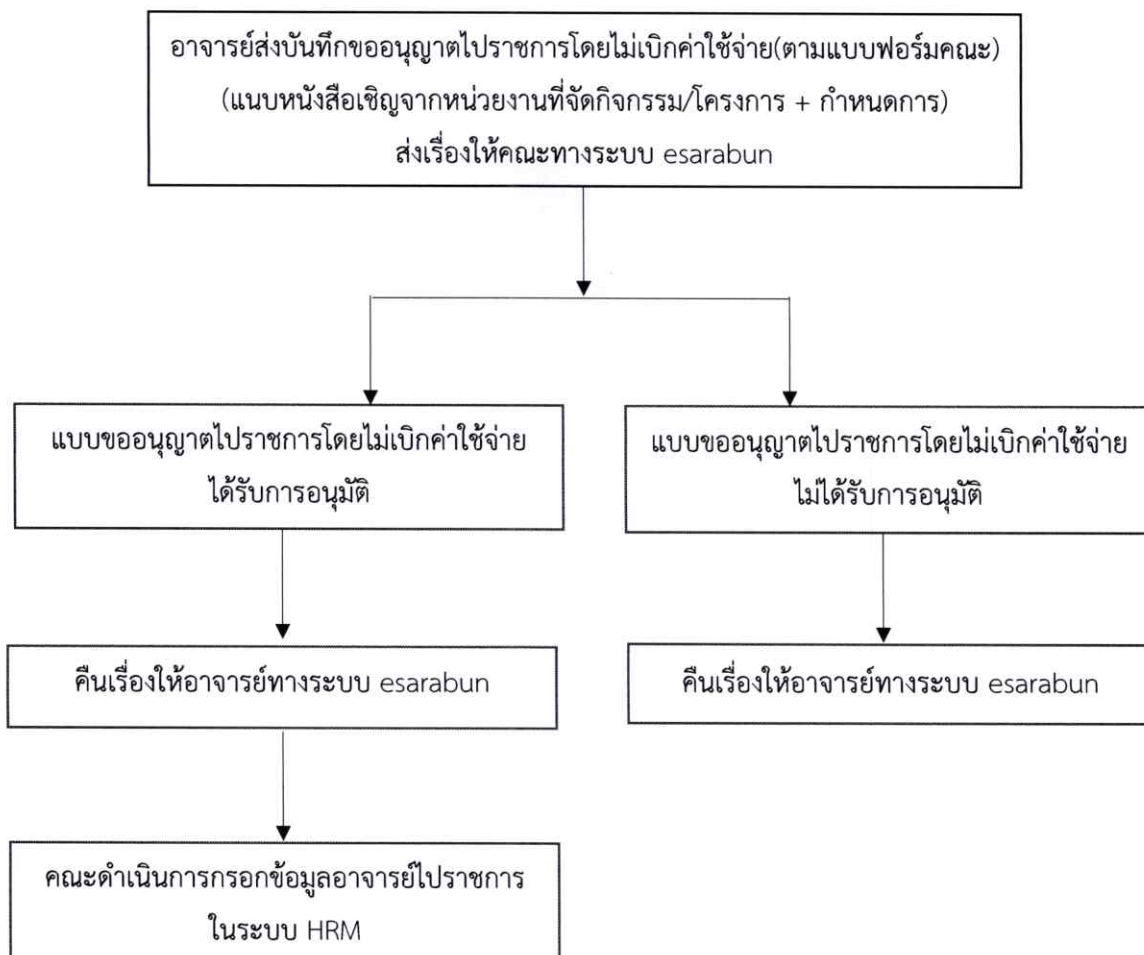 อาจารย์ส่งบันทึกขออนุญาตไปราชการโดยไม่เบิกค่าใช้จ่าย(ตามแบบฟอร์มคณะ)
(แนบหนังสือเชิญจากหน่วยงานที่จัดกิจกรรม/โครงการ + กำหนดการ)
ส่งเรื่องให้คณะทางระบบ esarabun
แบบขออนุญาตไปราชการโดยไม่เบิกค่าใช้จ่าย
ได้รับการอนุมัติ
แบบขออนุญาตไปราชการโดยไม่เบิกค่าใช้จ่าย
ไม่ได้รับการอนุมัติ
คืนเรื่องให้อาจารย์ทางระบบ esarabun
คืนเรื่องให้อาจารย์ทางระบบ esarabun
คณะดำเนินการกรอกข้อมูลอาจารย์ไปราชการ
ในระบบ HRM